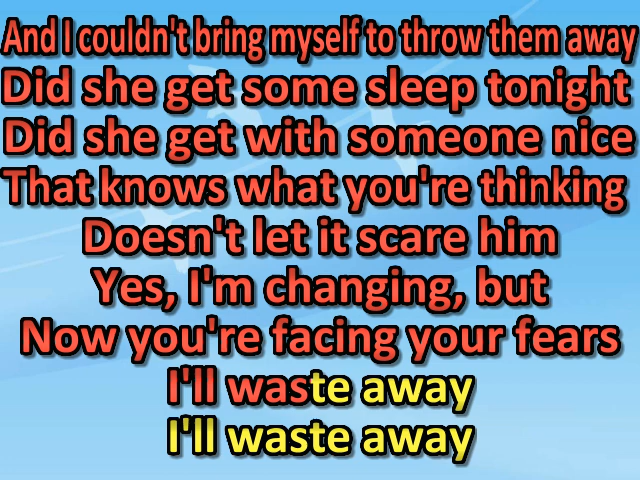 And I couldn't bring myself to throw them away
Did she get some sleep tonight
Did she get with someone nice
That knows what you're thinking
Doesn't let it scare him
Yes, I'm changing, but
Now you're facing your fears
I'll waste away
I'll waste away